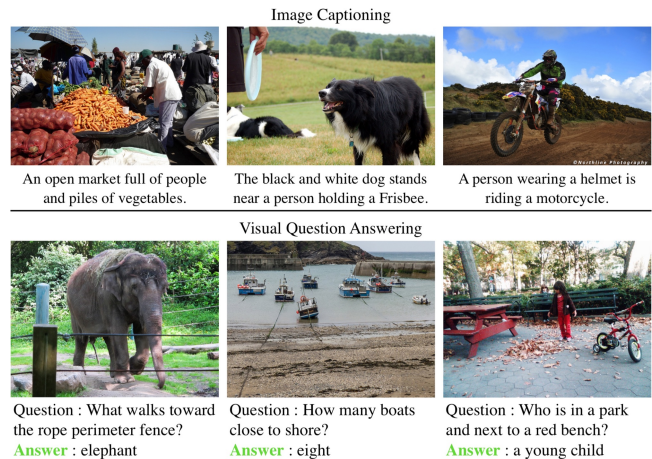 Image Captioning
©Northline Photography
An open market full of people
and piles of vegetables.
The black and white dog stands
near a person holding a Frisbee.
A person wearing a helmet is
riding a motorcycle.
Visual Question Answering
Question : What walks toward
the rope perimeter fence?
Answer : elephant
Question : How many boats
close to shore?
Answer : eight
Question : Who is in a park
and next to a red bench?
Answer : a young child